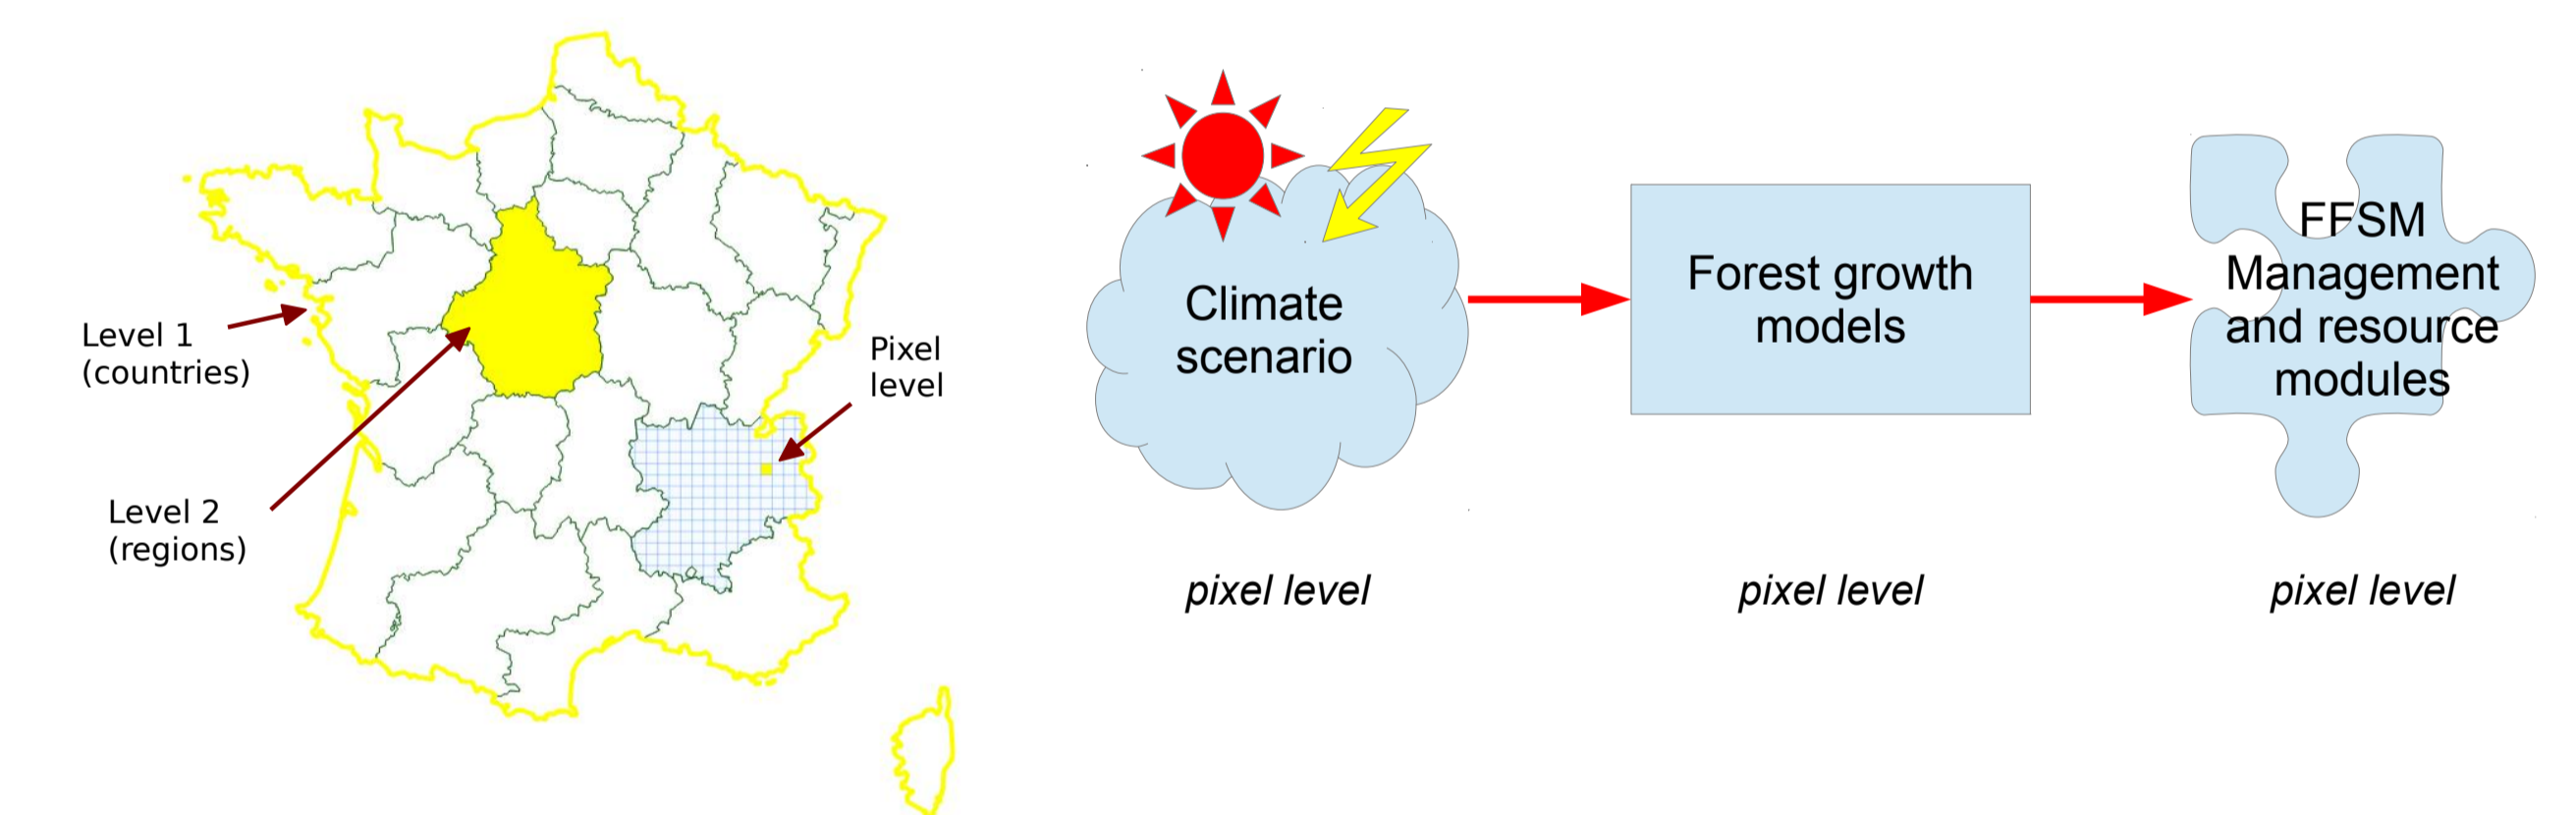 Level 1
(countries)
Level 2
(regions)
Pixel
level
Climate
scenario
pixel level
Forest growth
models
pixel level
FFSM
Management
and resource
modules
pixel level